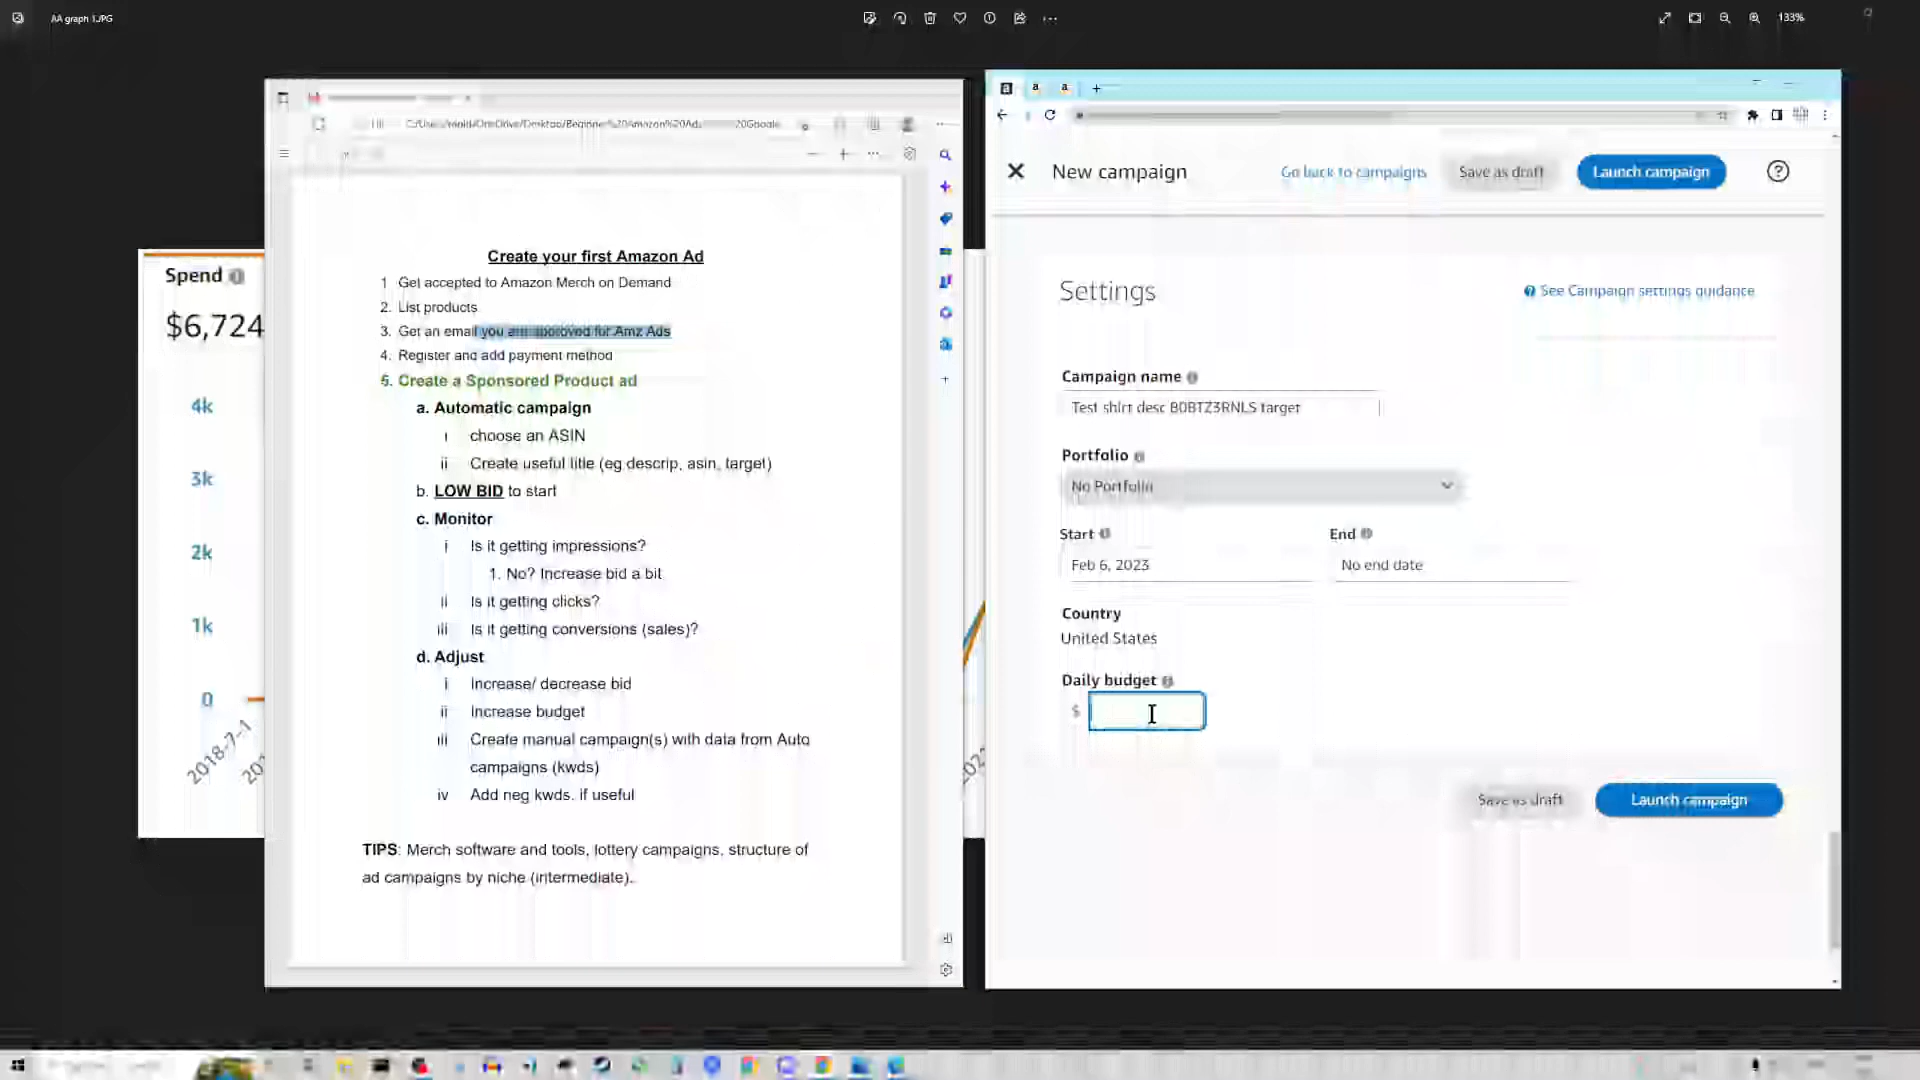 AA graph 1.JPG
133%
Spend
$6,724
4k
3k
2k
1k
0
2018-7-1
Create your first Amazon Ad
1 Get accepted to Amazon Merch on Demand
2. List products
3. Get an email you are approved for Amz Ads
4. Register and add payment method
5. Create a Sponsored Product ad
a. Automatic campaign
i choose an ASIN
ii Create useful title (eg descrip, asin, target)
b. LOW BID to start
c. Monitor
i Is it getting impressions?
1. No? Increase bid a bit
ii Is it getting clicks?
iii Is it getting conversions (sales)?
d. Adjust
i Increase/ decrease bid
ii Increase budget
iii Create manual campaign(s) with data from Auto
campaigns (kwds)
iv Add neg kwds. if useful
TIPS: Merch software and tools, lottery campaigns, structure of
ad campaigns by niche (intermediate).
New campaign
Go back to campaigns
Save as draft
Launch campaign
Settings
See Campaign settings guidance
Campaign name
Test shirt desc B0BTZ3RNLS target
Portfolio
No Portfolio
Start
End
Feb 6, 2023
No end date
Country
United States
Daily budget
$
Save as draft
Launch campaign